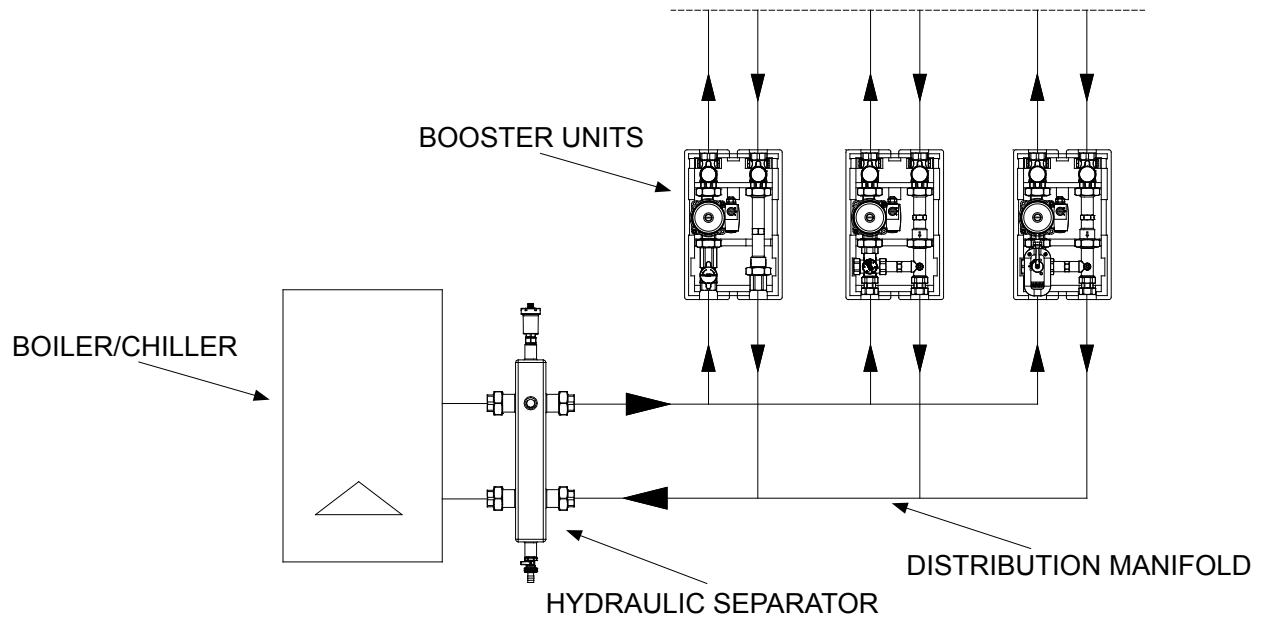 BOOSTER UNITS
BOILER/CHILLER
DISTRIBUTION MANIFOLD
HYDRAULIC SEPARATOR